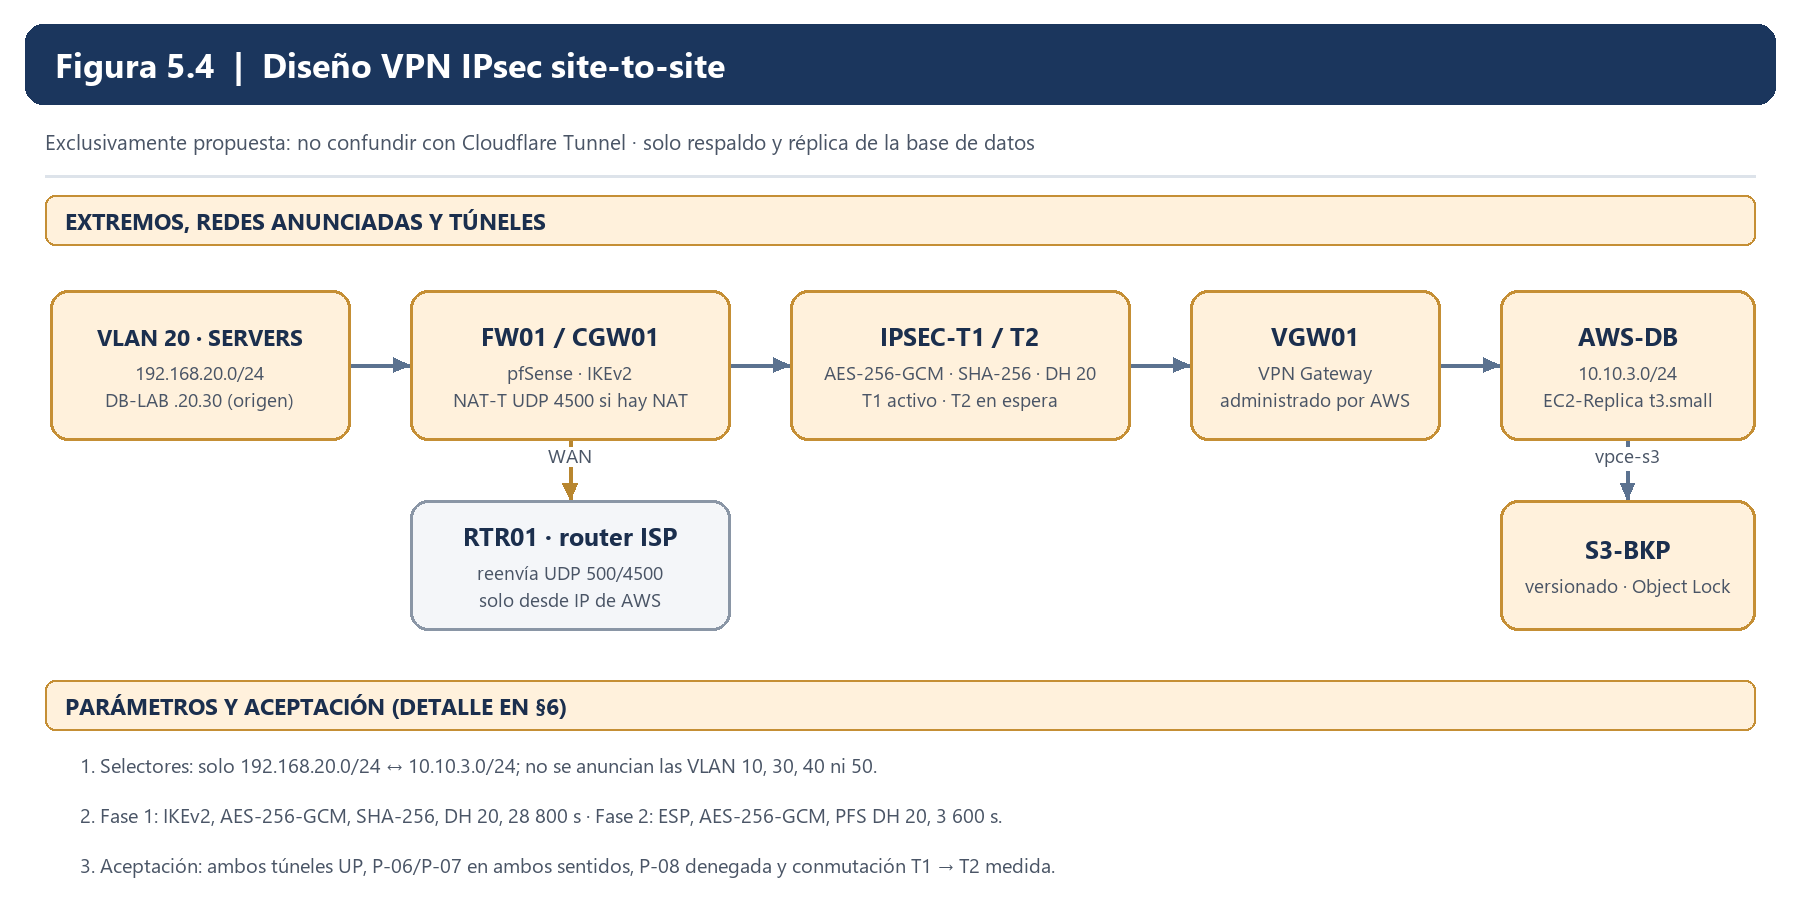 Figura 5.4 | Diseño VPN IPsec site-to-site
Exclusivamente propuesta: no confundir con Cloudflare Tunnel · solo respaldo y réplica de la base de datos
EXTREMOS, REDES ANUNCIADAS Y TÚNELES
VLAN 20 · SERVERS
192.168.20.0/24
DB-LAB .20.30 (origen)
FW01 / CGW01
pfSense · IKEv2
NAT-T UDP 4500 si hay NAT
IPSEC-T1 / T2
AES-256-GCM · SHA-256 · DH 20
T1 activo · T2 en espera
VGW01
VPN Gateway
administrado por AWS
AWS-DB
10.10.3.0/24
EC2-Replica t3.small
WAN
vpce-s3
RTR01 · router ISP
reenvía UDP 500/4500
solo desde IP de AWS
S3-BKP
versionado · Object Lock
PARÁMETROS Y ACEPTACIÓN (DETALLE EN §6)
1. Selectores: solo 192.168.20.0/24 ↔ 10.10.3.0/24; no se anuncian las VLAN 10, 30, 40 ni 50.
2. Fase 1: IKEv2, AES-256-GCM, SHA-256, DH 20, 28 800 s · Fase 2: ESP, AES-256-GCM, PFS DH 20, 3 600 s.
3. Aceptación: ambos túneles UP, P-06/P-07 en ambos sentidos, P-08 denegada y conmutación T1 → T2 medida.